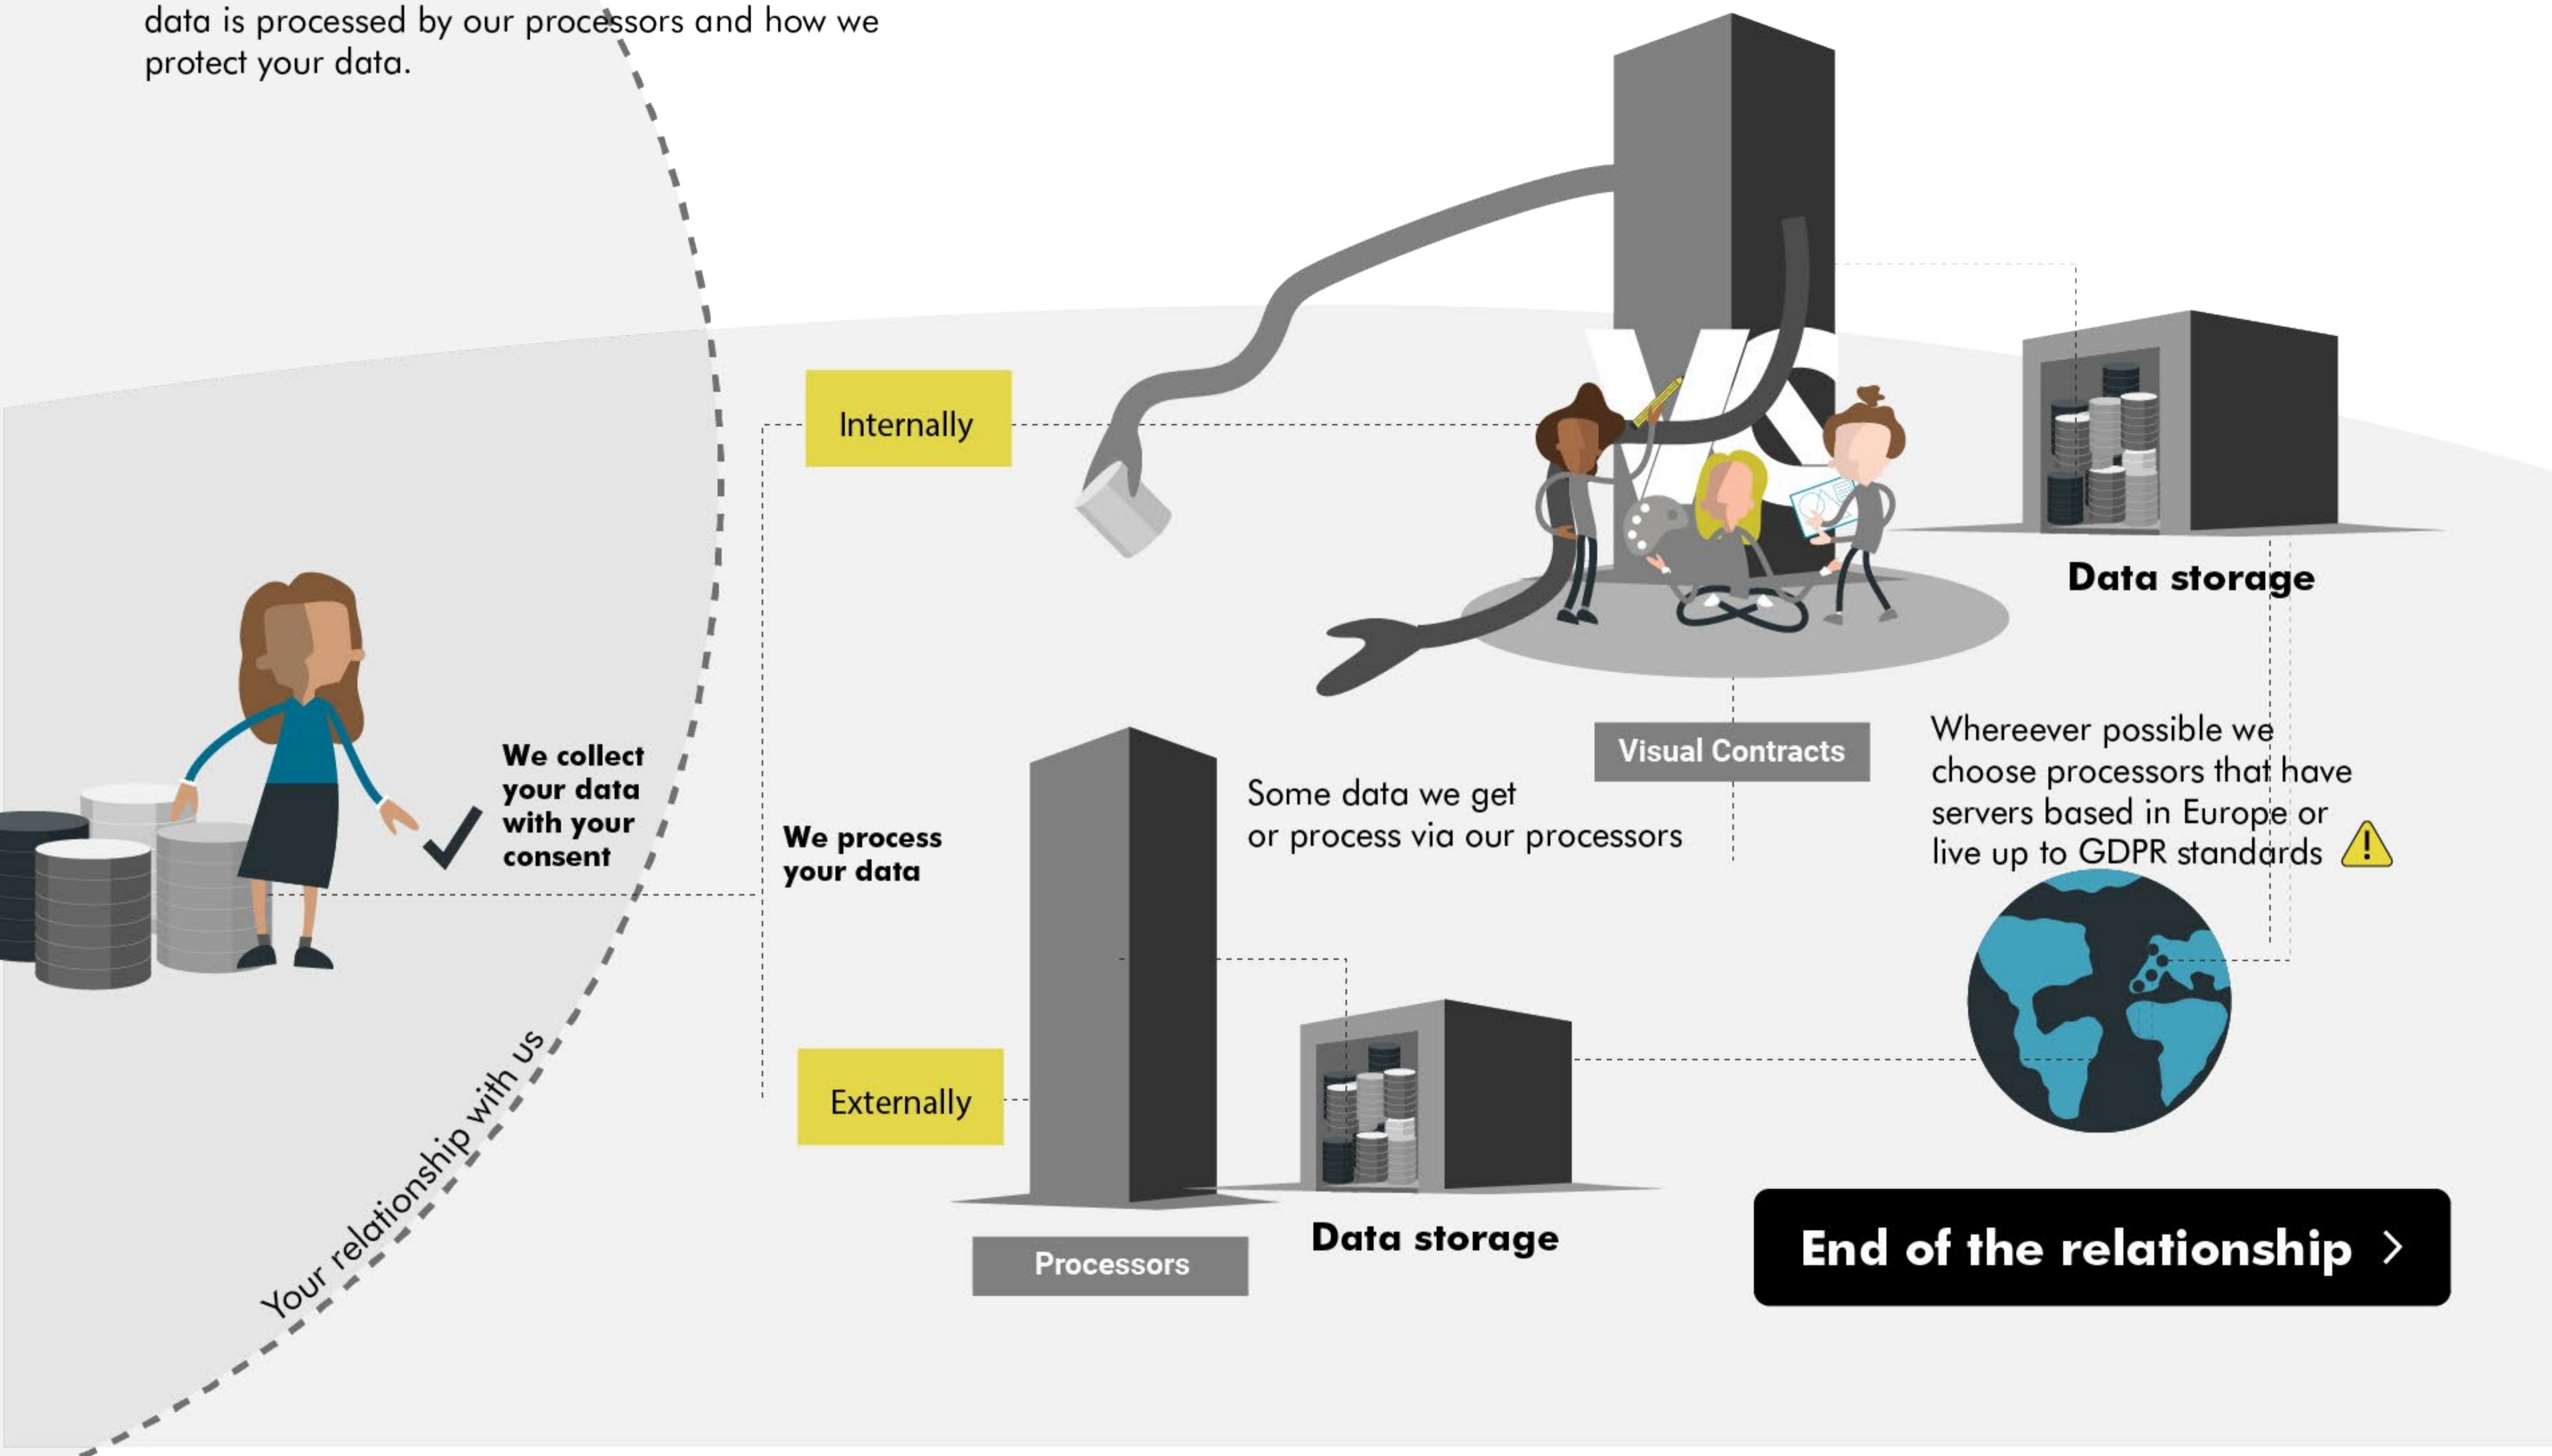 data is processed by our processors and how we
protect your data.
Internally
Data storage
We collect
your data
with your
consent
We process
your data
Some data we get
or process via our processors
Visual Contracts
Whereever possible we
choose processors that have
servers based in Europe or
live up to GDPR standards
Your relationship with us
Externally
Processors
Data storage
End of the relationship >